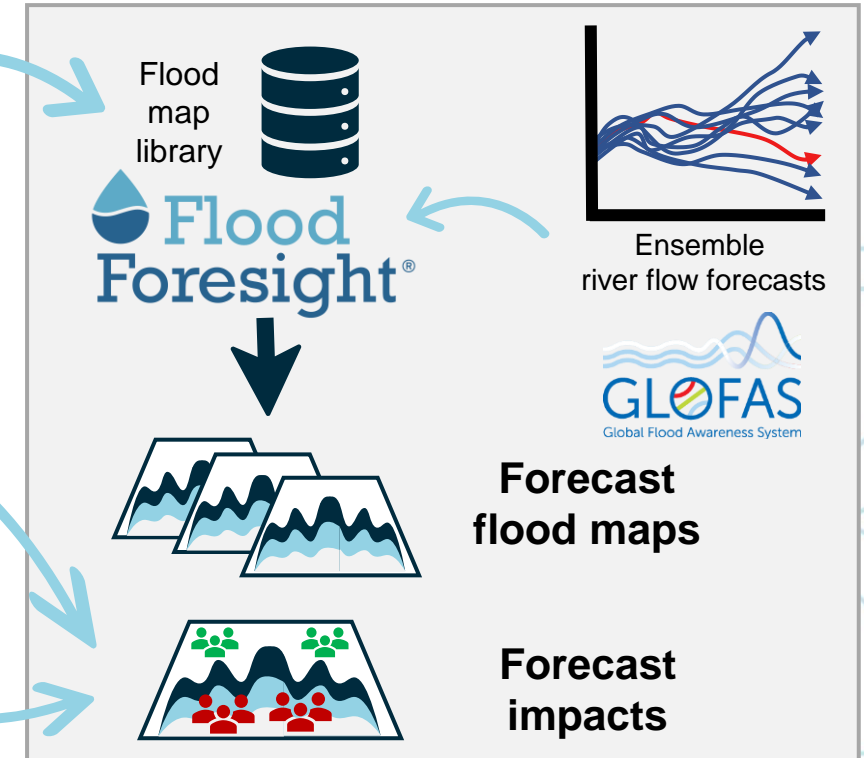 Flood
map
library
Flood
Foresight®
Ensemble
river flow forecasts
GLOFAS
Global Flood Awareness System
Forecast
flood maps
Forecast
impacts